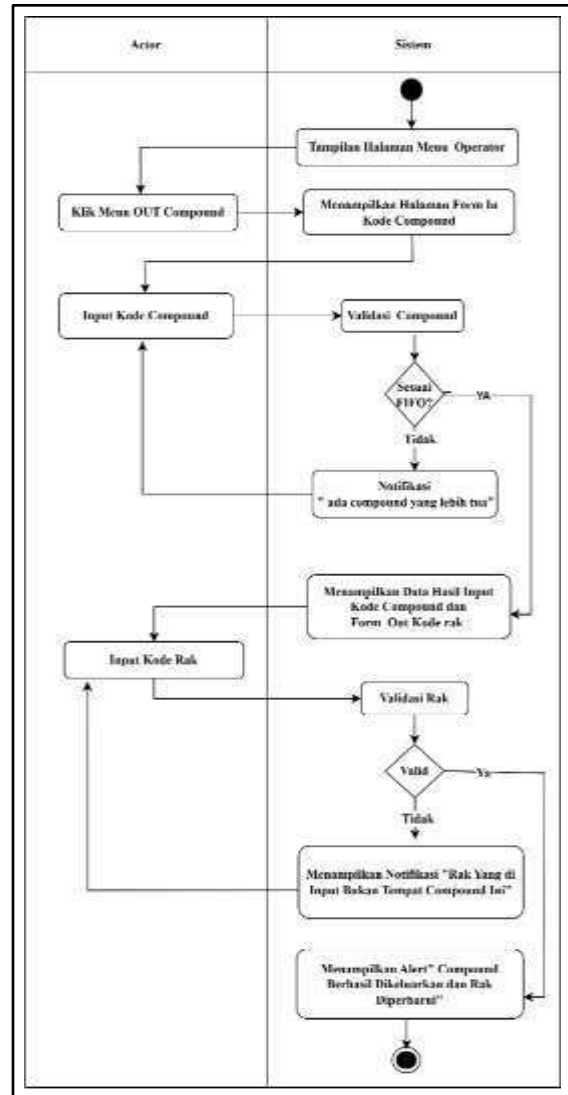 Actor
Sistem
Tampilan Halaman Menu Operator
Klik Menu OUT Compound
Menampilkan Halaman Form In
Kode Compound
Input Kode Compound
Validasi Compound
Sesuai
FIFO?
YA
Tidak
Notifikasi
" ada compound yang lebih tua"
Menampilkan Data Hasil Input
Kode Compound dan
Form Out Kode rak
Input Kode Rak
Validasi Rak
Valid
Ya
Tidak
Menampilkan Notifikasi "Rak Yang di
Input Bukan Tempat Compound Ini"
Menampilkan Alert" Compound
Berhasil Dikeluarkan dan Rak
Diperbarui"